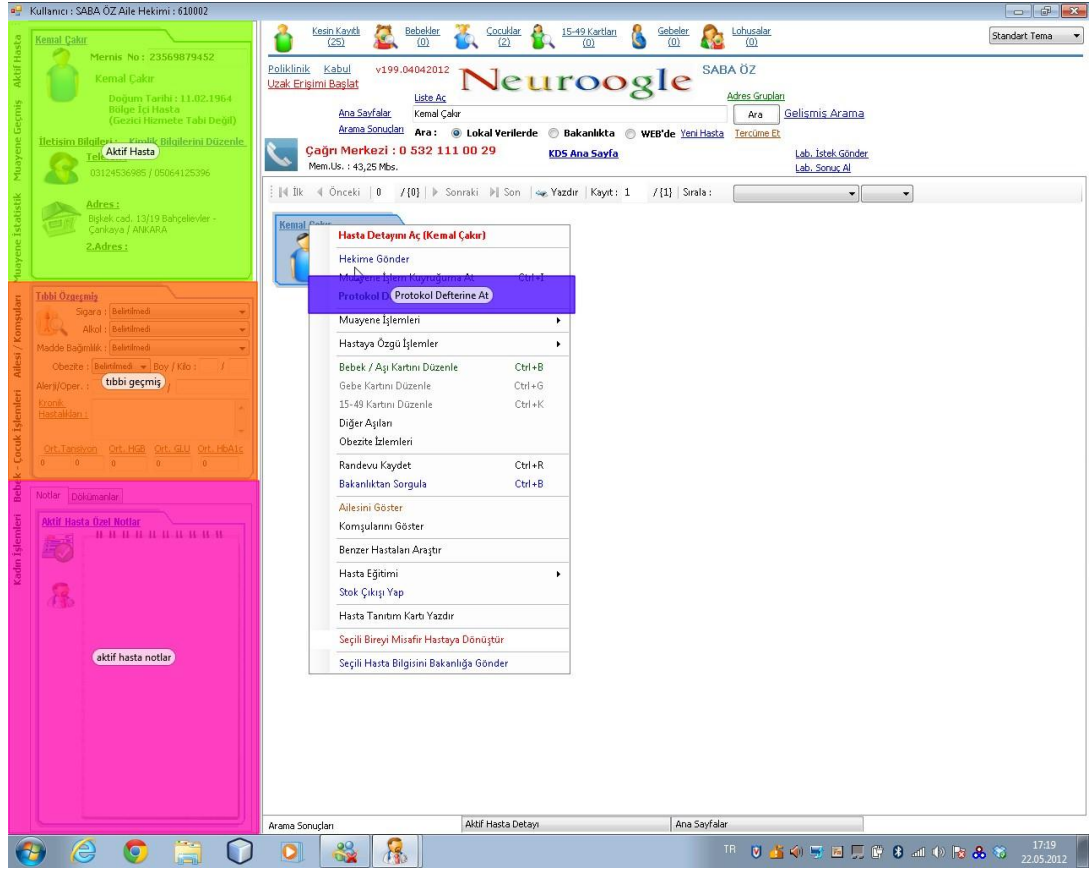 Kullanıcı : SABA ÖZ Aile Hekimi : 610002
Kesin Kayıtlı
(25)
Bebekler
(0)
Çocuklar
(2)
15-49 Kartları
(0)
Gebeler
(0)
Lohusalar
(0)
Standart Tema
Poliklinik Kabul v199.04042012
Uzak Erişimi Başlat
Neuroogle
SABA ÖZ
Liste Aç
Adres Grupları
Ana Sayfalar
Kemal Çakır
Ara
Gelişmiş Arama
Arama Sonuçları
Ara : Lokal Verilerde Bakanlıkta WEB'de Yeni Hasta Tercüme Et
Çağrı Merkezi : 0 532 111 00 29
KDS Ana Sayfa
Lab. İstek Gönder
Mem.Us. : 43,25 Mbs.
Lab. Sonuç Al
İlk Önceki 0 /{0} Sonraki Son Yazdır Kayıt : 1 /{1} Sırala :
Aktif Hasta
Muayene Geçmiş
Muayene İstatistik
Ailesi / Komşuları
Bebek - Çocuk İşlemleri
Kadın İşlemleri
Kemal Çakır
Mernis No : 23569879452
Kemal Çakır
Doğum Tarihi : 11.02.1964
Bölge İçi Hasta
(Gezici Hizmete Tabi Değil)
İletişim Bilgileri : Kimlik Bilgilerini Düzenle
Aktif Hasta
03124536985 / 05064125396
Adres :
Bişkek cad. 13/19 Bahçelievler -
Çankaya / ANKARA
2.Adres :
Tıbbi Özgeçmiş
Sigara : Belirtilmedi
Alkol : Belirtilmedi
Madde Bağımlılık : Belirtilmedi
Obezite : Belirtilmedi Boy / Kilo : /
Alerji/Oper. : /
tıbbi geçmiş
Kronik
Hastalıkları :
Ort.Tansiyon Ort. HGB Ort. GLU Ort. HbA1c
0 0 0 0 0
Notlar Dökümanlar
Aktif Hasta Özel Notlar
aktif hasta notlar
Kemal Çakır
Hasta Detayını Aç (Kemal Çakır)
Hekime Gönder
Muayene İşlem Kuyruğuma At Ctrl+I
Protokol D
Protokol Defterine At
Muayene İşlemleri
Hastaya Özgü İşlemler
Bebek / Aşı Kartını Düzenle Ctrl+B
Gebe Kartını Düzenle Ctrl+G
15-49 Kartını Düzenle Ctrl+K
Diğer Aşıları
Obezite İzlemleri
Randevu Kaydet Ctrl+R
Bakanlıktan Sorgula Ctrl+B
Ailesini Göster
Komşularını Göster
Benzer Hastaları Araştır
Hasta Eğitimi
Stok Çıkışı Yap
Hasta Tanıtım Kartı Yazdır
Seçili Bireyi Misafir Hastaya Dönüştür
Seçili Hasta Bilgisini Bakanlığa Gönder
Arama Sonuçları Aktif Hasta Detayı Ana Sayfalar
TR
17:19
22.05.2012